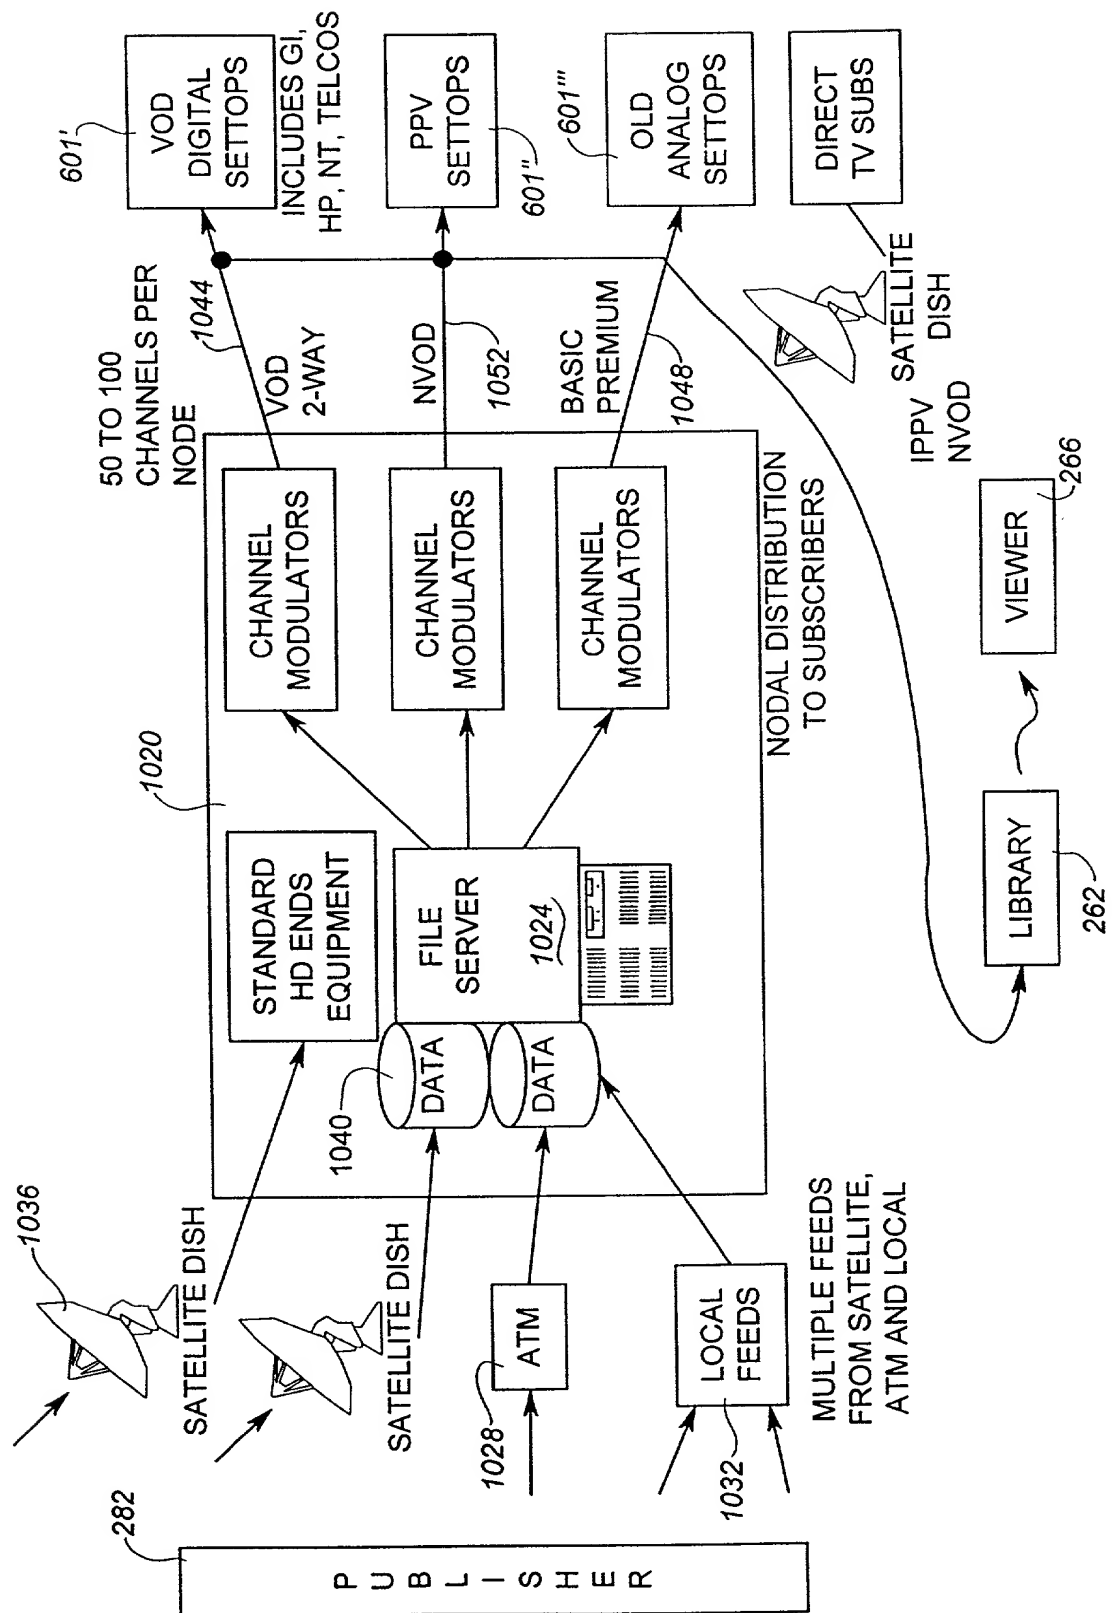 282
PUBLISHER
1036
SATELLITE DISH
SATELLITE DISH
1028
ATM
1032
LOCAL
FEEDS
MULTIPLE FEEDS
FROM SATELLITE,
ATM AND LOCAL
1020
STANDARD
HD ENDS
EQUIPMENT
1040
DATA
DATA
FILE
SERVER
1024
CHANNEL
MODULATORS
CHANNEL
MODULATORS
CHANNEL
MODULATORS
NODAL DISTRIBUTION
TO SUBSCRIBERS
50 TO 100
CHANNELS PER
NODE
1044
VOD
2-WAY
NVOD
1052
BASIC
PREMIUM
1048
601'
VOD
DIGITAL
SETTOPS
INCLUDES GI,
HP, NT, TELCOS
PPV
SETTOPS
601"
601'''
OLD
ANALOG
SETTOPS
DIRECT
TV SUBS
SATELLITE
DISH
IPPV
NVOD
LIBRARY
262
VIEWER
266